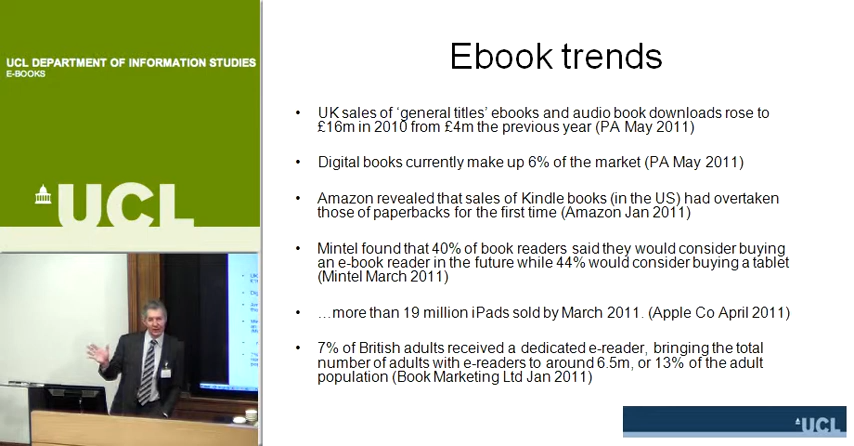 UCL DEPARTMENT OF INFORMATION STUDIES
E-BOOKS
UCL
Ebook trends
• UK sales of ‘general titles’ ebooks and audio book downloads rose to
£16m in 2010 from £4m the previous year (PA May 2011)
• Digital books currently make up 6% of the market (PA May 2011)
• Amazon revealed that sales of Kindle books (in the US) had overtaken
those of paperbacks for the first time (Amazon Jan 2011)
• Mintel found that 40% of book readers said they would consider buying
an e-book reader in the future while 44% would consider buying a tablet
(Mintel March 2011)
• …more than 19 million iPads sold by March 2011. (Apple Co April 2011)
• 7% of British adults received a dedicated e-reader, bringing the total
number of adults with e-readers to around 6.5m, or 13% of the adult
population (Book Marketing Ltd Jan 2011)
UCL